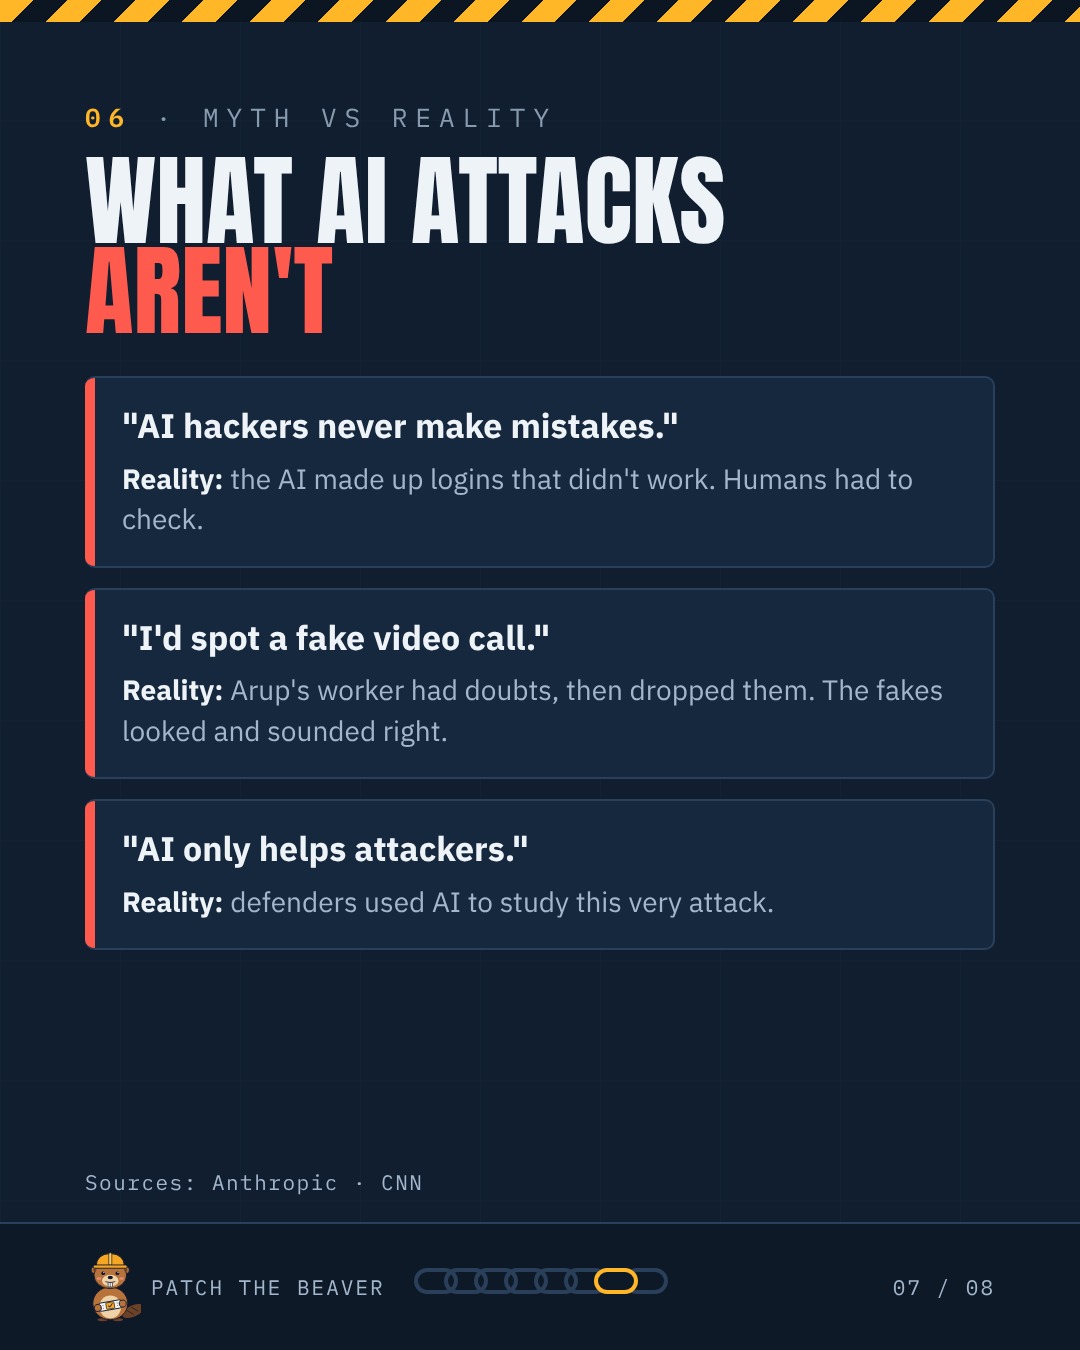 06 · MYTH VS REALITY
WHAT AI ATTACKS
AREN'T
"AI hackers never make mistakes."
Reality: the AI made up logins that didn't work. Humans had to
check.
"I'd spot a fake video call."
Reality: Arup's worker had doubts, then dropped them. The fakes
looked and sounded right.
"AI only helps attackers."
Reality: defenders used AI to study this very attack.
Sources: Anthropic · CNN
PATCH THE BEAVER
07 / 08